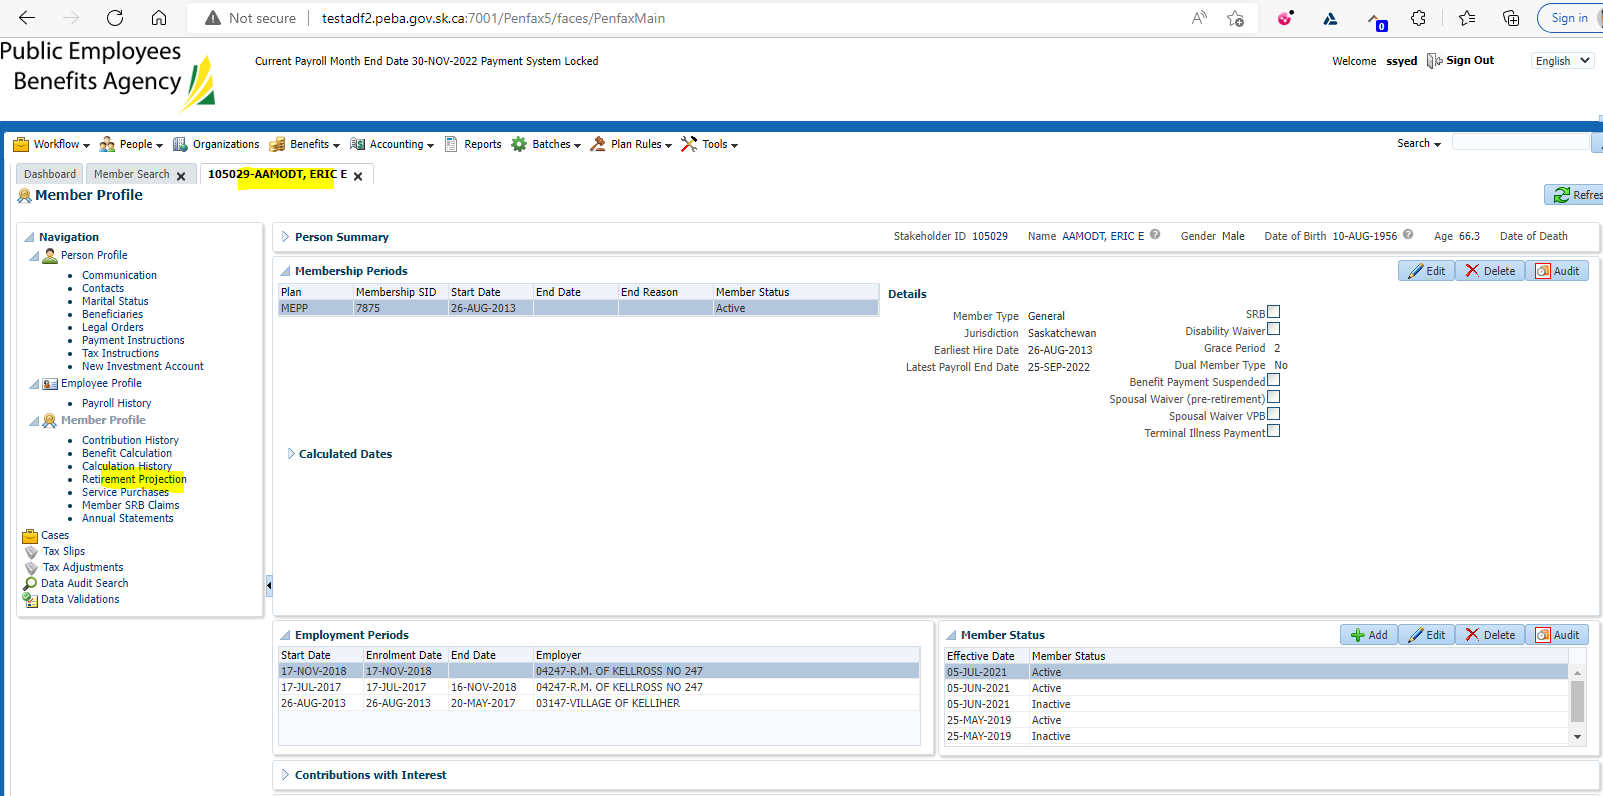 Not secure | testadf2.peba.gov.sk.ca:7001/Penfax5/faces/PenfaxMain
0
Sign in
Public Employees
Benefits Agency
Current Payroll Month End Date 30-NOV-2022 Payment System Locked
Welcome ssyed Sign Out English
Workflow People Organizations Benefits Accounting Reports Batches Plan Rules Tools Search
Dashboard Member Search 105029-AAMODT, ERIC E
Member Profile
Refres
Navigation
Person Profile
Communication
Contacts
Marital Status
Beneficiaries
Legal Orders
Payment Instructions
Tax Instructions
New Investment Account
Employee Profile
Payroll History
Member Profile
Contribution History
Benefit Calculation
Calculation History
Retirement Projection
Service Purchases
Member SRB Claims
Annual Statements
Cases
Tax Slips
Tax Adjustments
Data Audit Search
Data Validations
Person Summary
Stakeholder ID 105029 Name AAMODT, ERIC E Gender Male Date of Birth 10-AUG-1956 Age 66.3 Date of Death
Membership Periods
Edit Delete Audit
Plan Membership SID Start Date End Date End Reason Member Status
MEPP 7875 26-AUG-2013 Active
Details
Member Type General
Jurisdiction Saskatchewan
Earliest Hire Date 26-AUG-2013
Latest Payroll End Date 25-SEP-2022
SRB
Disability Waiver
Grace Period 2
Dual Member Type No
Benefit Payment Suspended
Spousal Waiver (pre-retirement)
Spousal Waiver VPB
Terminal Illness Payment
Calculated Dates
Employment Periods
Start Date Enrolment Date End Date Employer
17-NOV-2018 17-NOV-2018 04247-R.M. OF KELLROSS NO 247
17-JUL-2017 17-JUL-2017 16-NOV-2018 04247-R.M. OF KELLROSS NO 247
26-AUG-2013 26-AUG-2013 20-MAY-2017 03147-VILLAGE OF KELLIHER
Member Status
Add Edit Delete Audit
Effective Date Member Status
05-JUL-2021 Active
05-JUN-2021 Active
05-JUN-2021 Inactive
25-MAY-2019 Active
25-MAY-2019 Inactive
Contributions with Interest